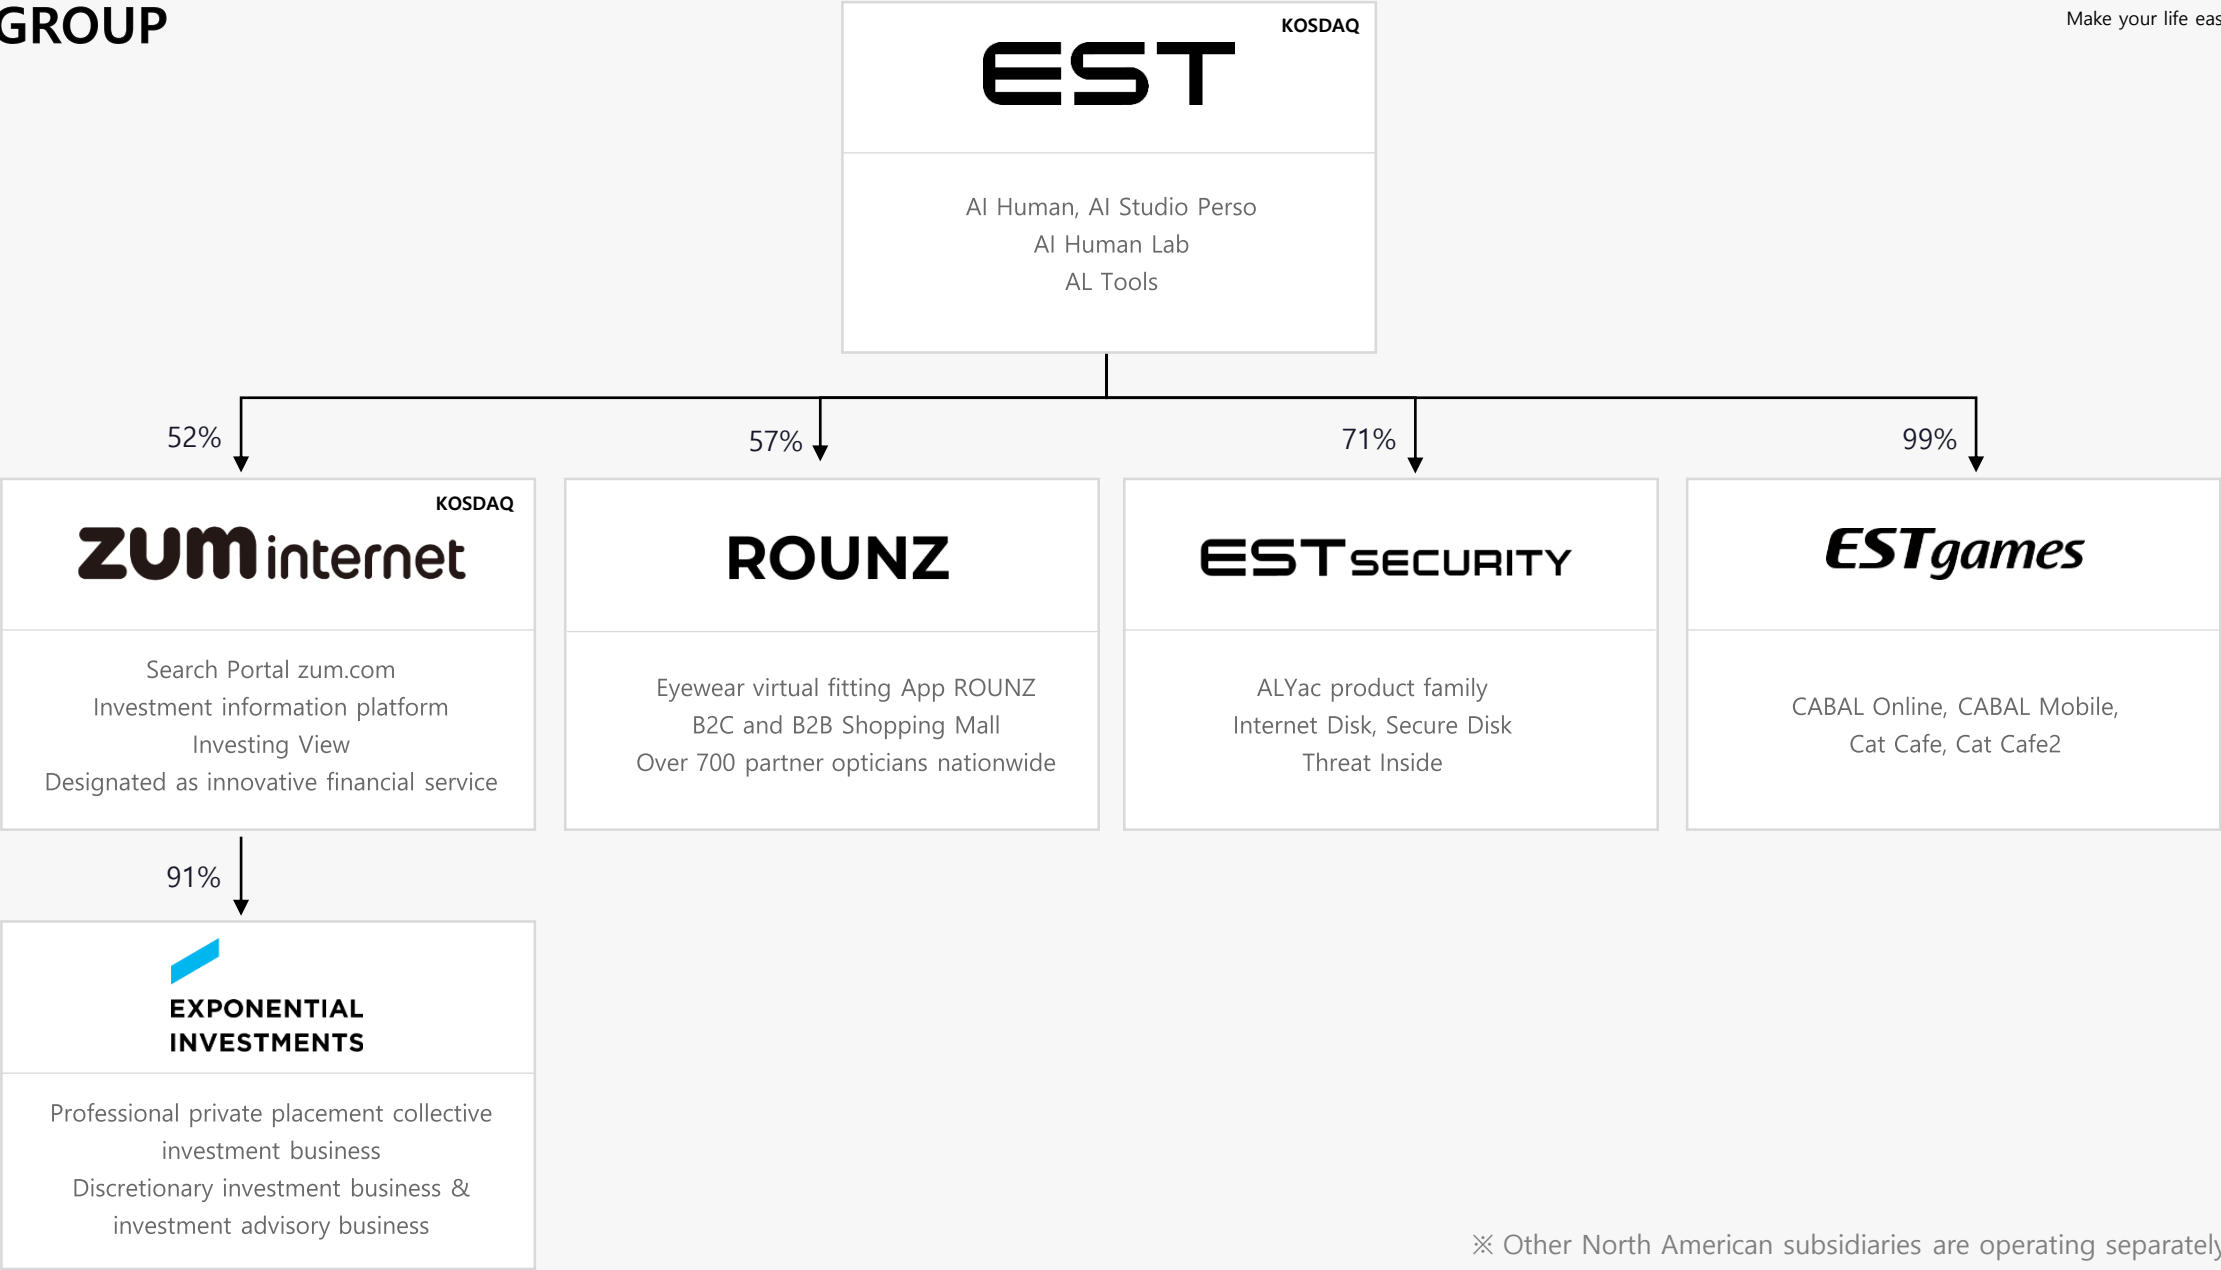 GROUP
Make your life eas
KOSDAQ
EST
AI Human, AI Studio Perso
AI Human Lab
AL Tools
52%
57%
71%
99%
KOSDAQ
zum internet
Search Portal zum.com
Investment information platform
Investing View
Designated as innovative financial service
ROUNZ
Eyewear virtual fitting App ROUNZ
B2C and B2B Shopping Mall
Over 700 partner opticians nationwide
EST SECURITY
ALYac product family
Internet Disk, Secure Disk
Threat Inside
ESTgames
CABAL Online, CABAL Mobile,
Cat Cafe, Cat Cafe2
91%
EXPONENTIAL
INVESTMENTS
Professional private placement collective
investment business
Discretionary investment business &
investment advisory business
※ Other North American subsidiaries are operating separately